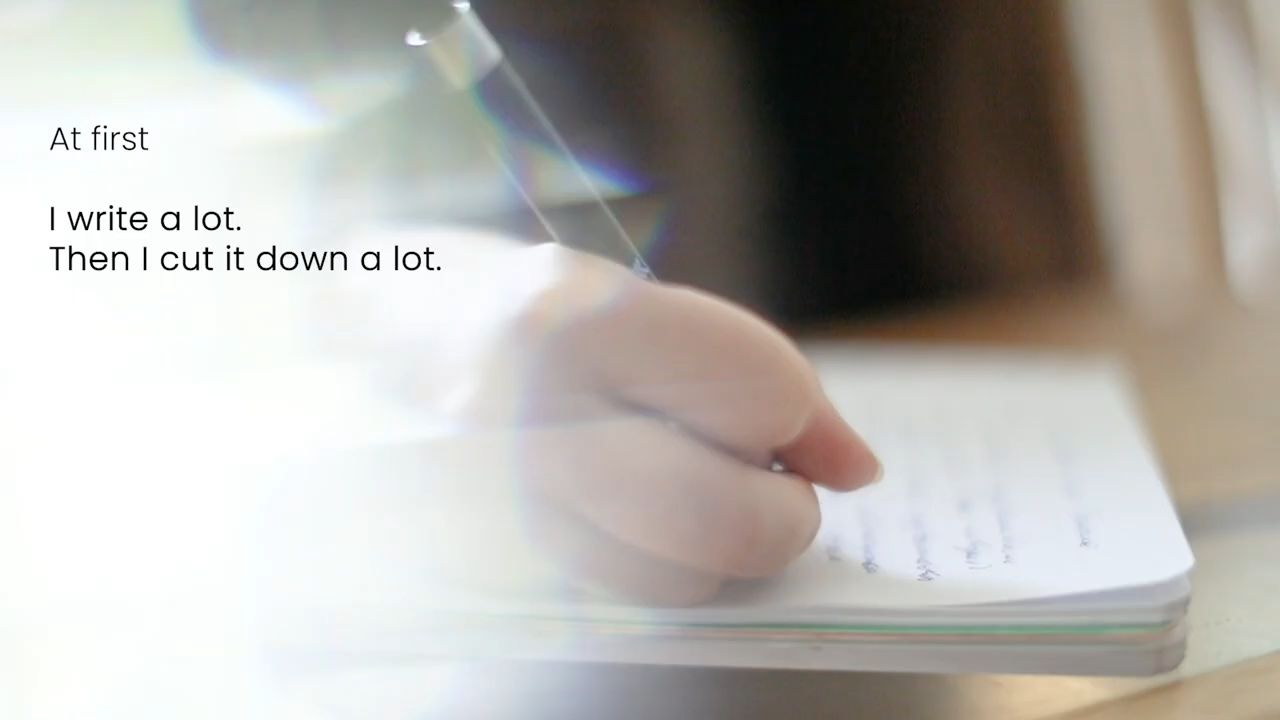 At first
I write a lot.
Then I cut it down a lot.